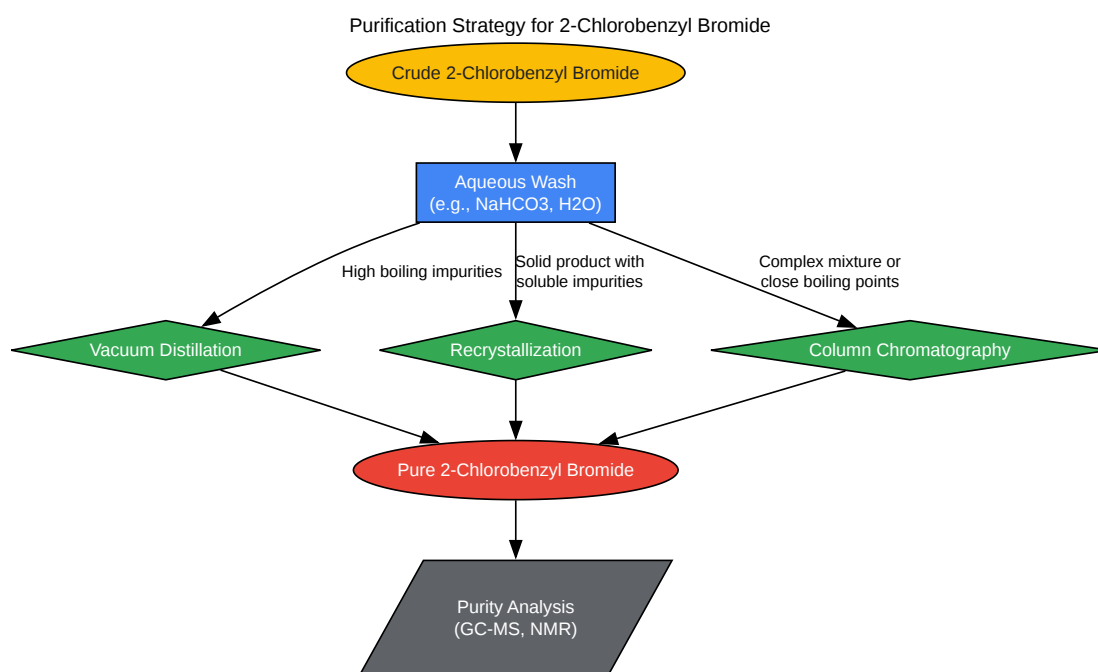 Purification Strategy for 2-Chlorobenzyl Bromide
Crude 2-Chlorobenzyl Bromide
Aqueous Wash
(e.g., NaHCO3, H2O)
High boiling impurities
Solid product with
soluble impurities
Complex mixture or
close boiling points
Vacuum Distillation
Recrystallization
Column Chromatography
Pure 2-Chlorobenzyl Bromide
Purity Analysis
(GC-MS, NMR)